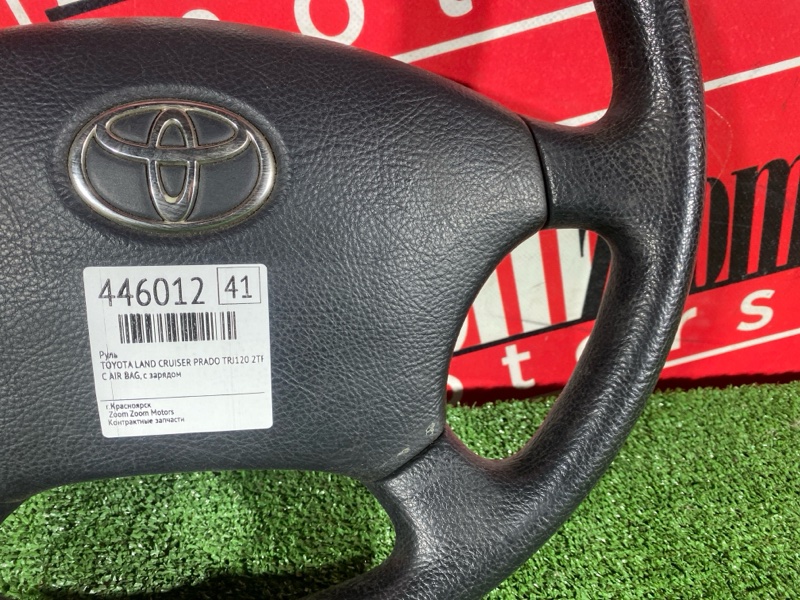 446012 41
Руль
TOYOTA LAND CRUISER PRADO TRJ120 2TR
С AIR BAG, с зарядом
г.Красноярск
Zoom Zoom Motors
Контрактные запчасти